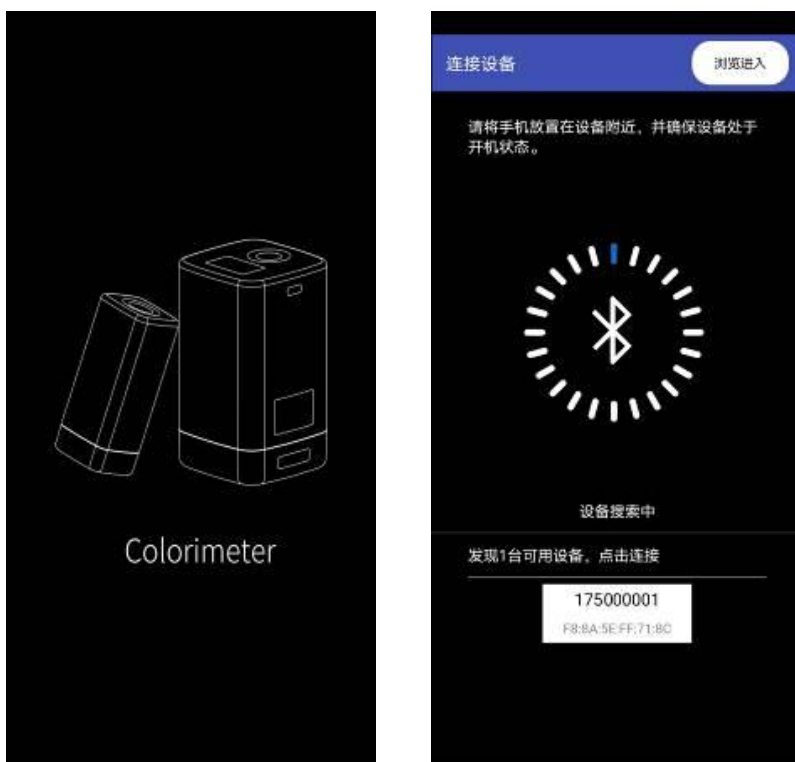 Colorimeter
连接设备
浏览进入
请将手机放置在设备附近，并确保设备处于
开机状态。
设备搜索中
发现1台可用设备，点击连接
175000001
F8:8A:5E:FF:71:8C